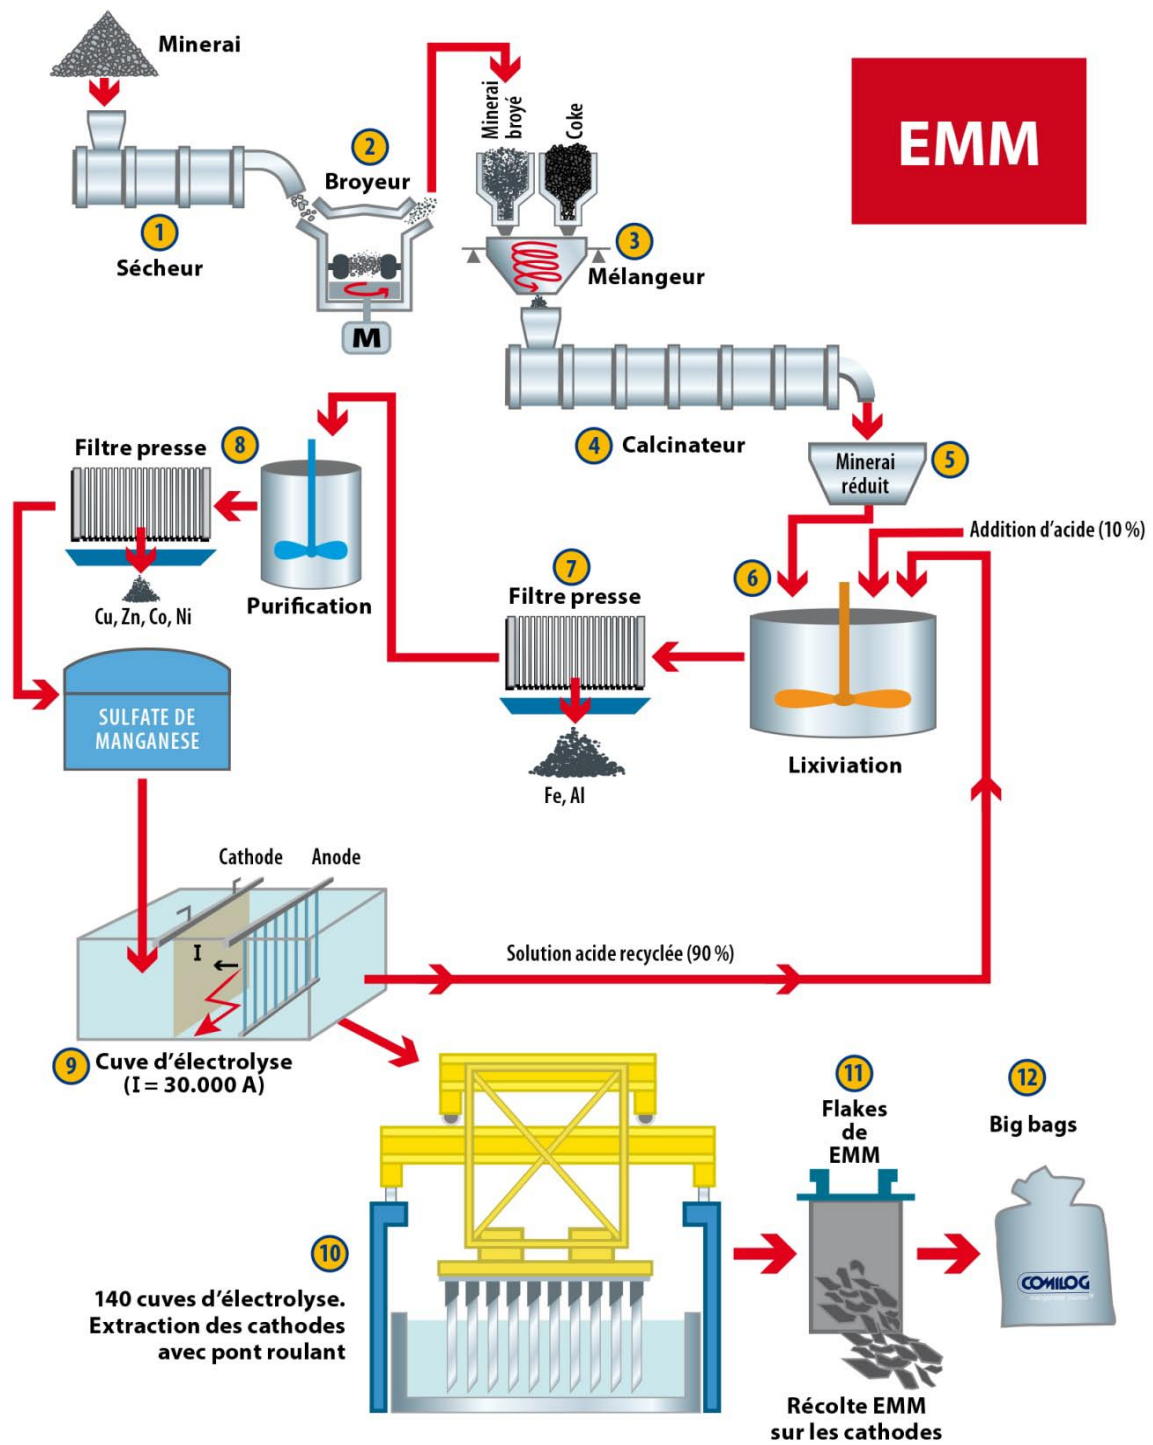 Minerai
EMM
Minerai
broyé
Coke
2
Broyeur
1
Sécheur
3
Mélangeur
M
4
Calcinateur
8
Filtre presse
5
Minerai
réduit
Addition d'acide (10 %)
7
Filtre presse
6
Purification
Cu, Zn, Co, Ni
SULFATE DE
MANGANESE
Lixiviation
Fe, Al
Cathode
Anode
I
Solution acide recyclée (90 %)
9
Cuve d'électrolyse
(I = 30.000 A)
11
Flakes
de
EMM
12
Big bags
10
140 cuves d'électrolyse.
Extraction des cathodes
avec pont roulant
COMILOG
Récolte EMM
sur les cathodes